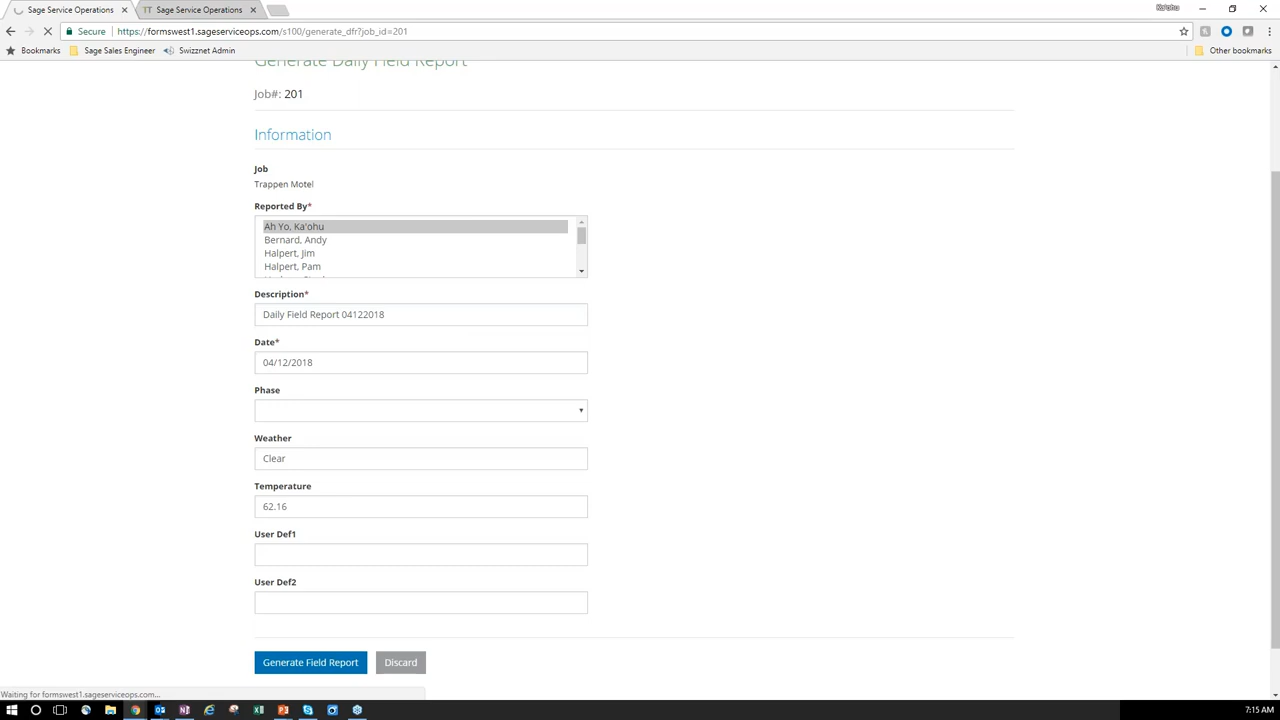 Sage Service Operations
Sage Service Operations
Ka'ohu
Secure
https://formswest1.sageserviceops.com/s100/generate_dfr?job_id=201
Bookmarks
Sage Sales Engineer
Swizznet Admin
Other bookmarks
Generate Daily Field Report
Job#: 201
Information
Job
Trappen Motel
Reported By*
Ah Yo, Ka'ohu
Bernard, Andy
Halpert, Jim
Halpert, Pam
Description*
Daily Field Report 04122018
Date*
04/12/2018
Phase
Weather
Clear
Temperature
62.16
User Def1
User Def2
Generate Field Report
Discard
Waiting for formswest1.sageserviceops.com...
7:15 AM